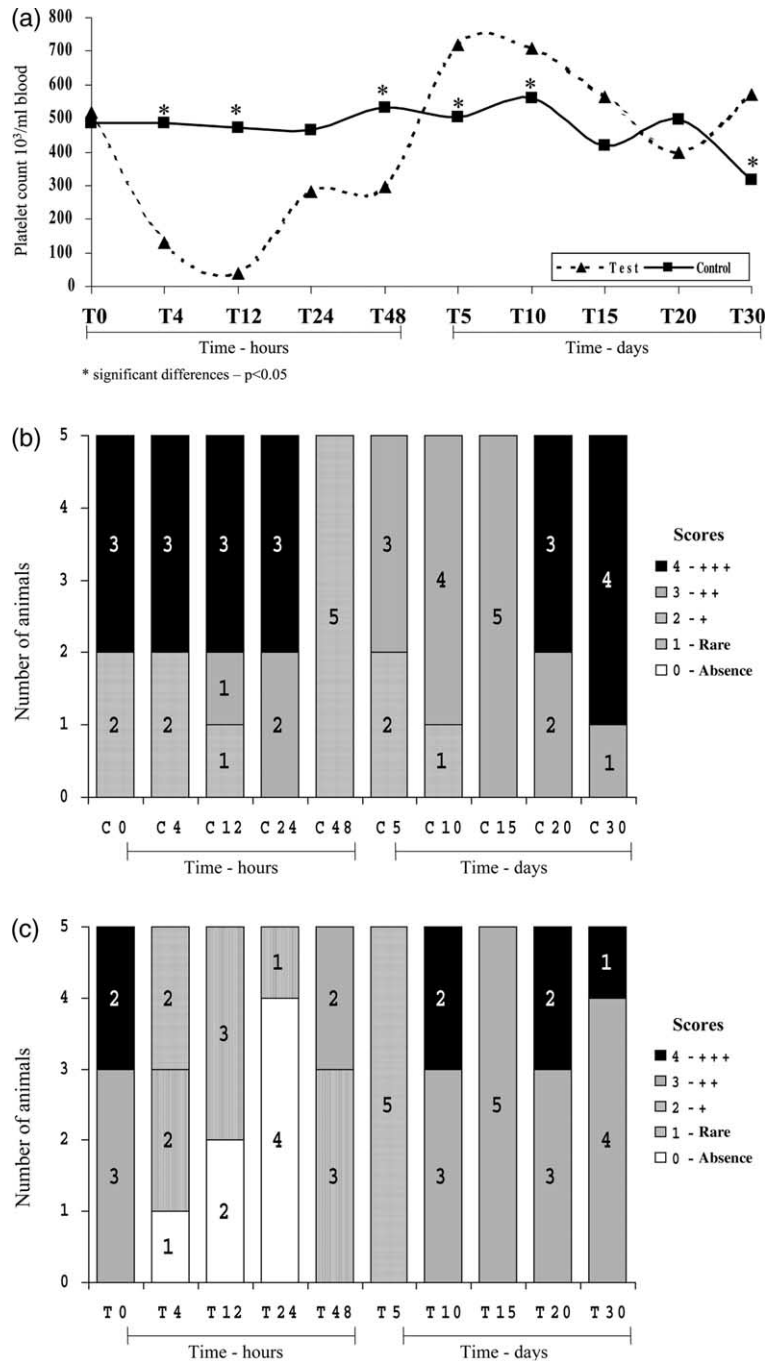 (a)
Platelet count 10³/ml blood
800
700
600
500
400
300
200
100
0
* * * * * *
Test Control
T0 T4 T12 T24 T48 T5 T10 T15 T20 T30
Time - hours Time - days
* significant differences – p<0.05
(b)
Number of animals
5
4
3
2
1
0
3 3 3 3 5 3 4 5 3 4
2 2 1 2 2 1 2 1
1
Scores
4 - +++
3 - ++
2 - +
1 - Rare
0 - Absence
C 0 C 4 C 12 C 24 C 48 C 5 C 10 C 15 C 20 C 30
Time - hours Time - days
(c)
Number of animals
5
4
3
2
1
0
2 2 3 1 2 5 2 5 2 1
3 2 2 4 3 3 3 4
1
Scores
4 - +++
3 - ++
2 - +
1 - Rare
0 - Absence
T 0 T 4 T 12 T 24 T 48 T 5 T 10 T 15 T 20 T 30
Time - hours Time - days